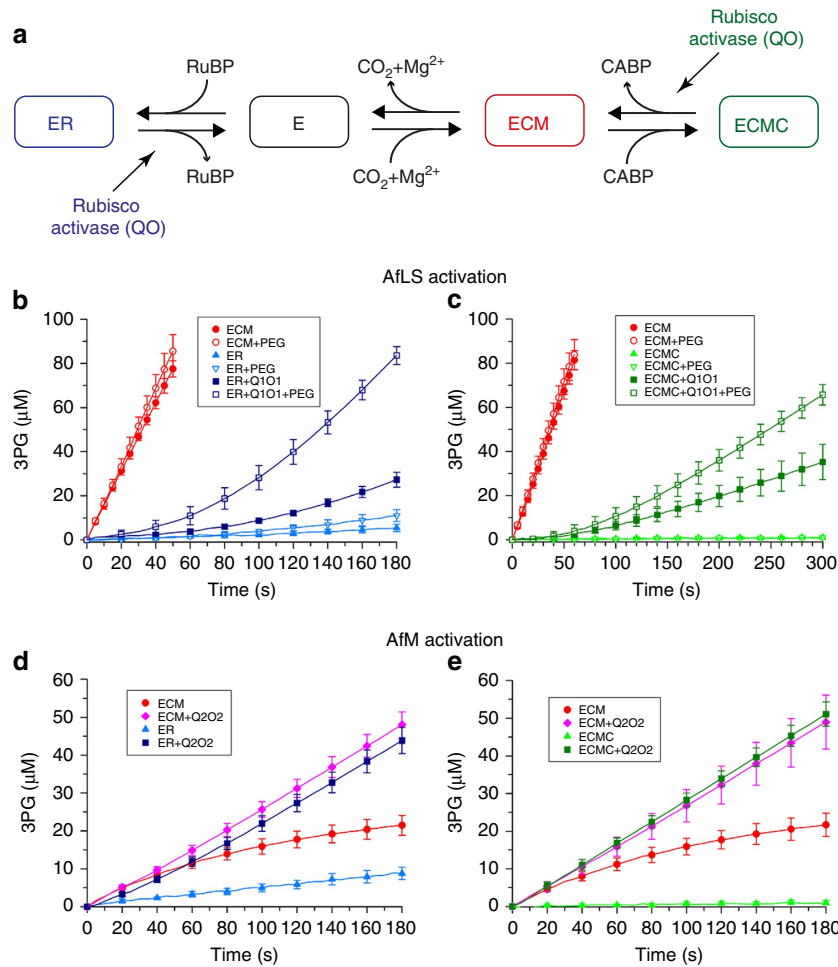 a
Rubisco
activase (QO)
RuBP
CO2+Mg2+
CABP
ER
E
ECM
ECMC
RuBP
CO2+Mg2+
CABP
Rubisco
activase (QO)
AfLS activation
b
100
80
60
40
20
0
3PG (μM)
0 20 40 60 80 100 120 140 160 180
Time (s)
ECM
ECM+PEG
ER
ER+PEG
ER+Q1O1
ER+Q1O1+PEG
c
100
80
60
40
20
0
3PG (μM)
0 50 100 150 200 250 300
Time (s)
ECM
ECM+PEG
ECMC
ECMC+PEG
ECMC+Q1O1
ECMC+Q1O1+PEG
AfM activation
d
60
50
40
30
20
10
0
3PG (μM)
0 20 40 60 80 100 120 140 160 180
Time (s)
ECM
ECM+Q2O2
ER
ER+Q2O2
e
60
50
40
30
20
10
0
3PG (μM)
0 20 40 60 80 100 120 140 160 180
Time (s)
ECM
ECM+Q2O2
ECMC
ECMC+Q2O2